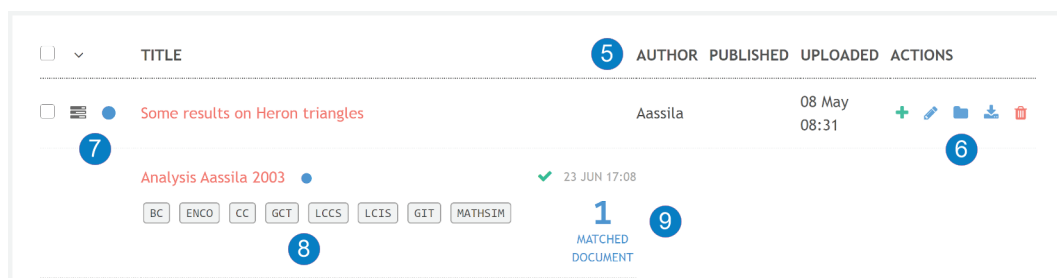 TITLE 5 AUTHOR PUBLISHED UPLOADED ACTIONS
Some results on Heron triangles Aassila 08 May
08:31
7 6
Analysis Aassila 2003 23 JUN 17:08
BC ENCO CC GCT LCCS LCIS GIT MATHSIM 1 9
8 MATCHED
DOCUMENT